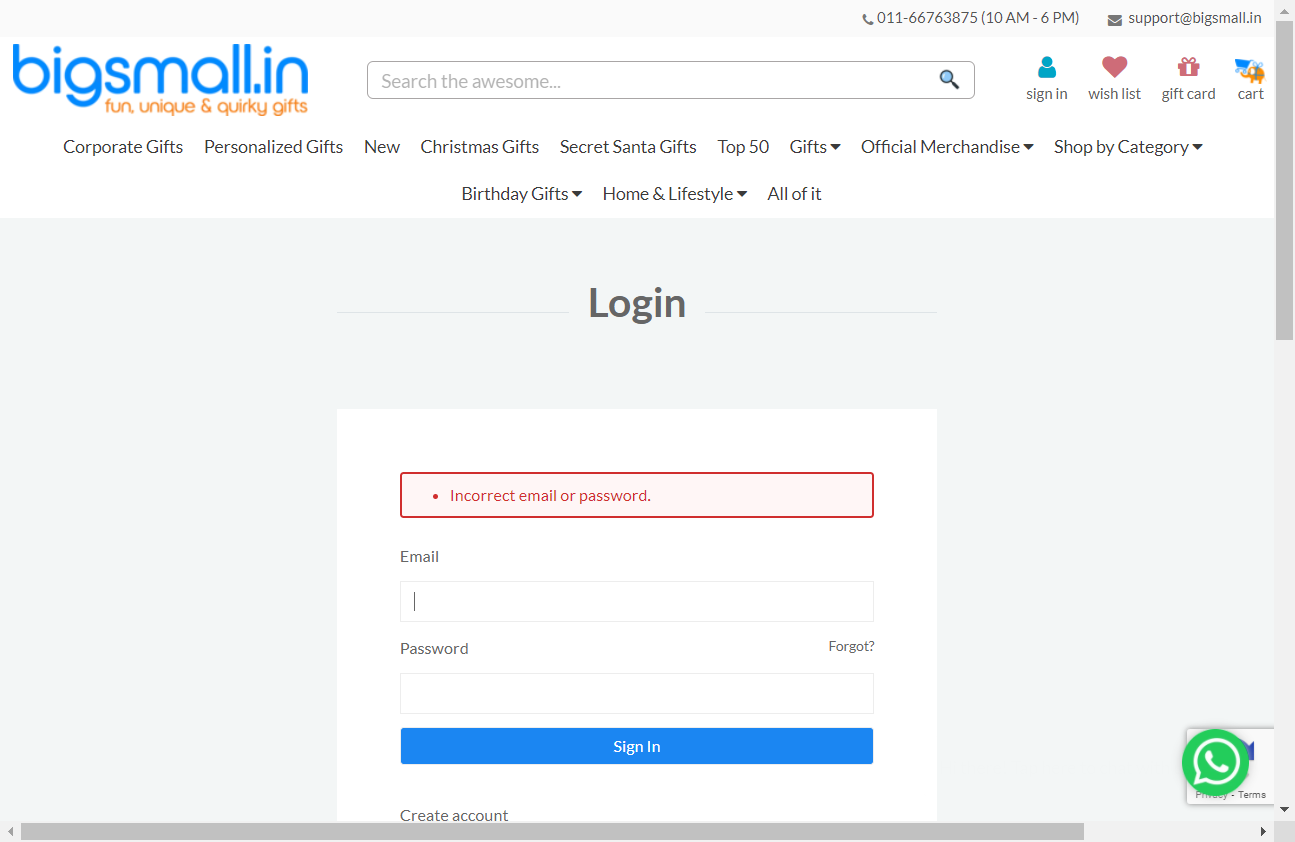 011-66763875 (10 AM - 6 PM) support@bigsmall.in
bigsmall.in
fun, unique & quirky gifts
Search the awesome...
sign in wish list gift card cart
Corporate Gifts Personalized Gifts New Christmas Gifts Secret Santa Gifts Top 50 Gifts Official Merchandise Shop by Category
Birthday Gifts Home & Lifestyle All of it
Login
Incorrect email or password.
Email
Password Forgot?
Sign In
Privacy - Terms
Create account